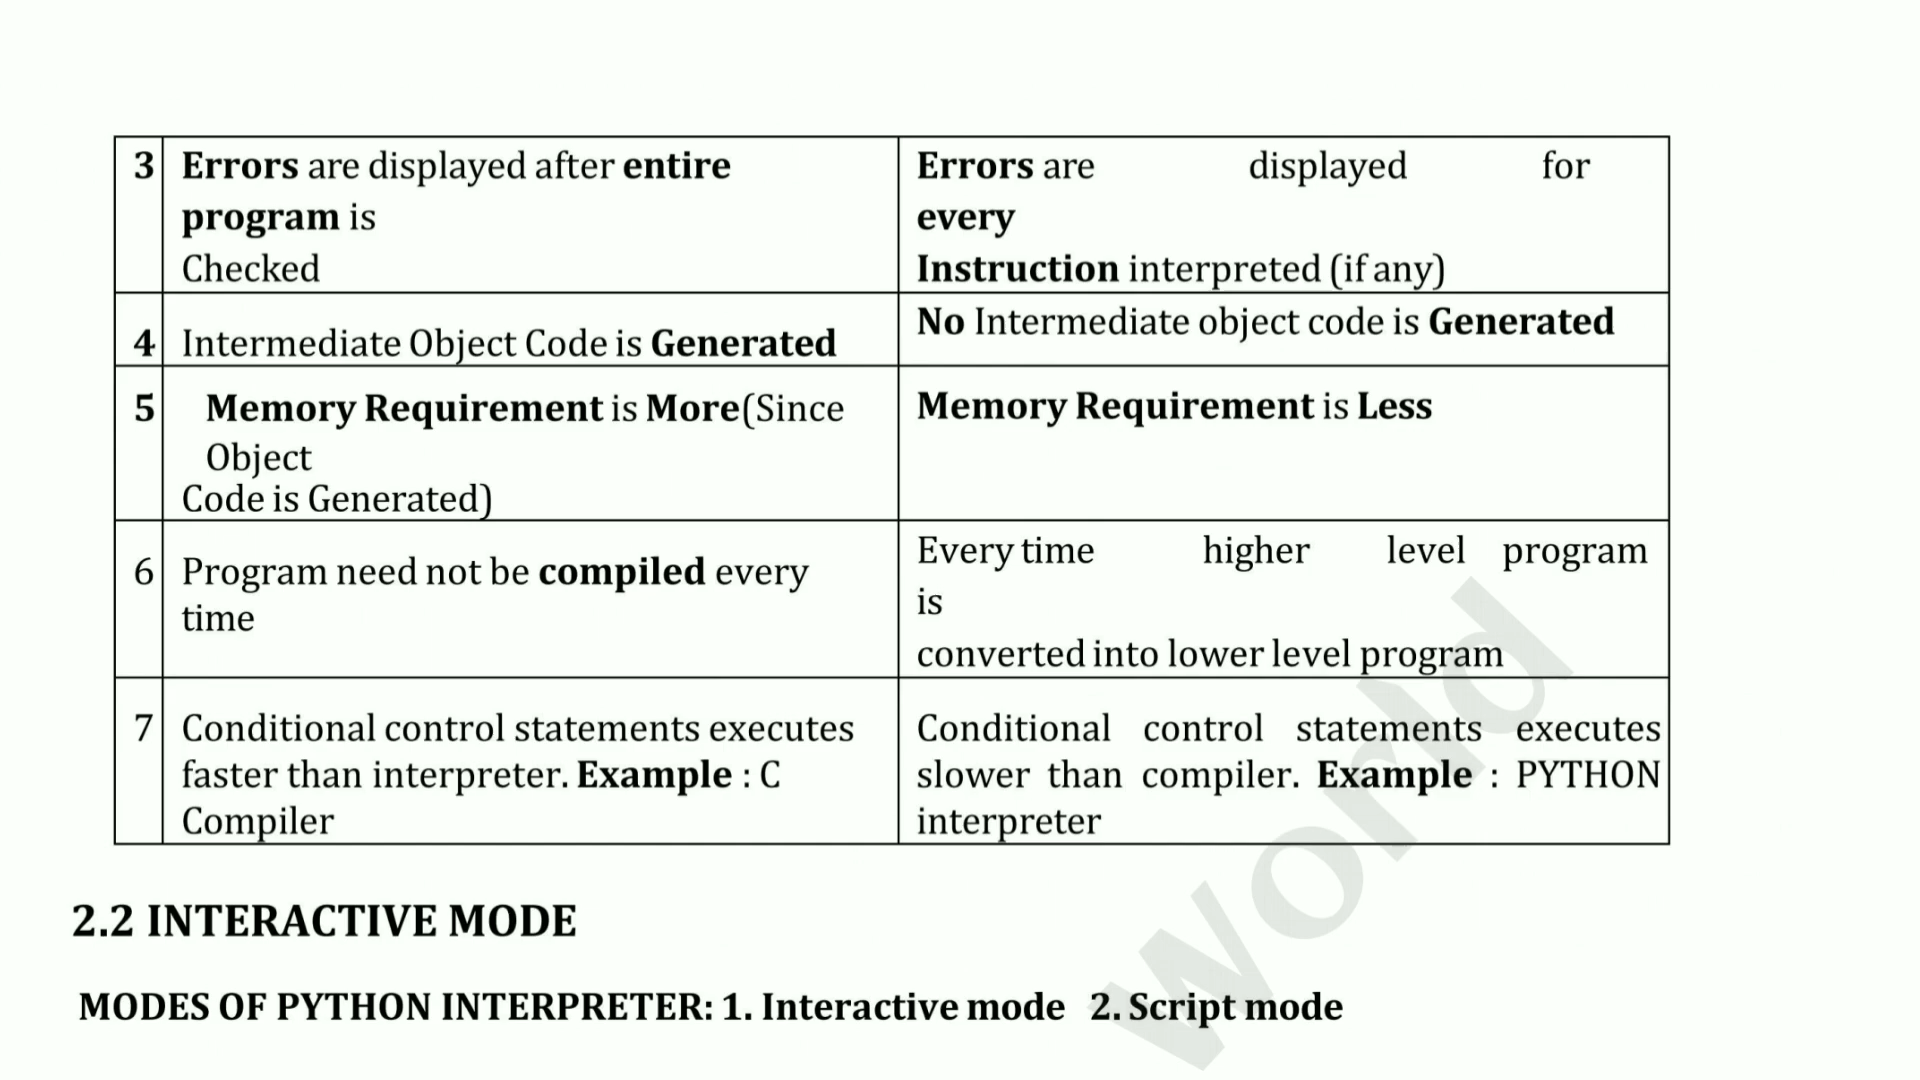 3 Errors are displayed after entire
program is
Checked
Errors are displayed for
every
Instruction interpreted (if any)
4 Intermediate Object Code is Generated
No Intermediate object code is Generated
5 Memory Requirement is More(Since
Object
Code is Generated)
Memory Requirement is Less
6 Program need not be compiled every
time
Every time higher level program
is
converted into lower level program
7 Conditional control statements executes
faster than interpreter. Example : C
Compiler
Conditional control statements executes
slower than compiler. Example : PYTHON
interpreter
2.2 INTERACTIVE MODE
MODES OF PYTHON INTERPRETER: 1. Interactive mode 2. Script mode
world